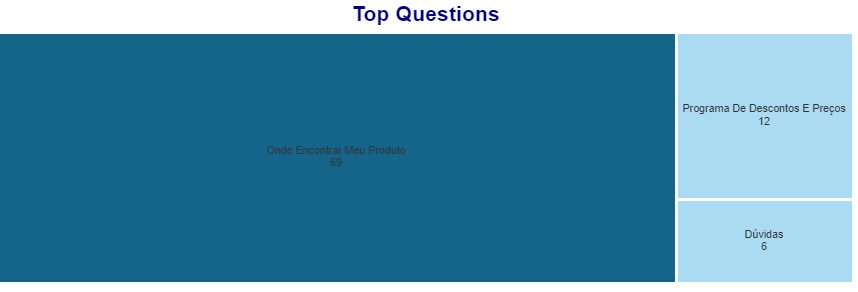 Top Questions
Onde Encontrar Meu Produto
69
Programa De Descontos E Preços
12
Dúvidas
6